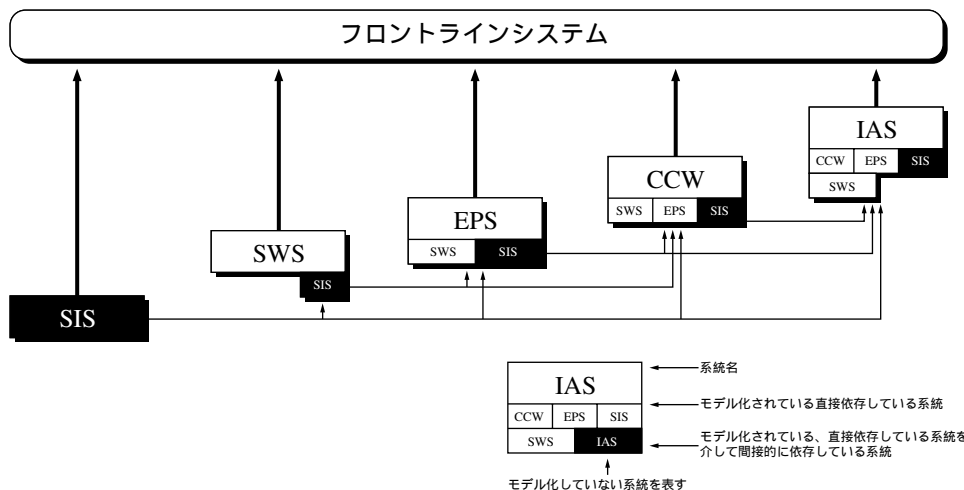 フロントラインシステム
IAS
CCW EPS SIS
SWS
CCW
SWS EPS SIS
EPS
SWS SIS
SWS
SIS
SIS
IAS
CCW EPS SIS
SWS IAS
系統名
モデル化されている直接依存している系統
モデル化されている、直接依存している系統を
介して間接的に依存している系統
モデル化していない系統を表す